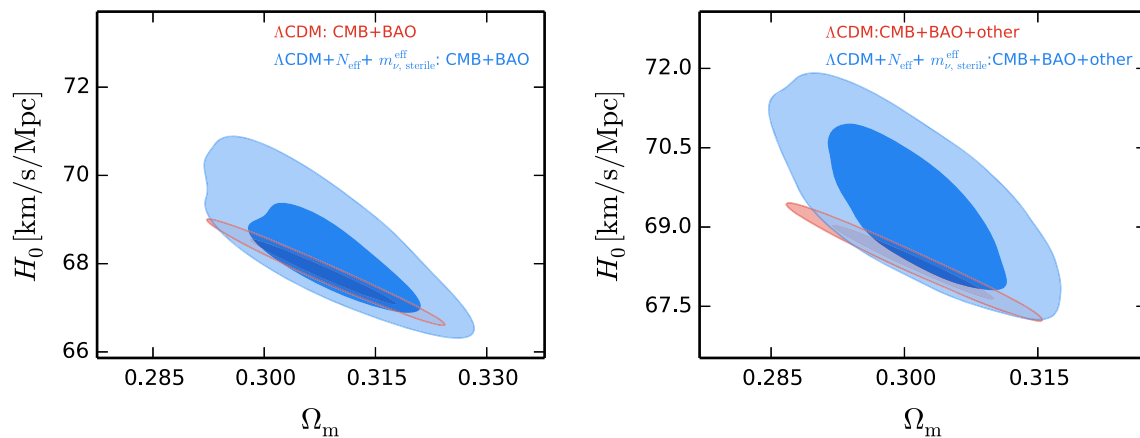 ΛCDM: CMB+BAO
ΛCDM+N_eff+ m^eff_ν, sterile: CMB+BAO
72
70
68
66
H₀ [km/s/Mpc]
0.285 0.300 0.315 0.330
Ω_m
ΛCDM:CMB+BAO+other
ΛCDM+N_eff+ m^eff_ν, sterile:CMB+BAO+other
72.0
70.5
69.0
67.5
H₀ [km/s/Mpc]
0.285 0.300 0.315
Ω_m